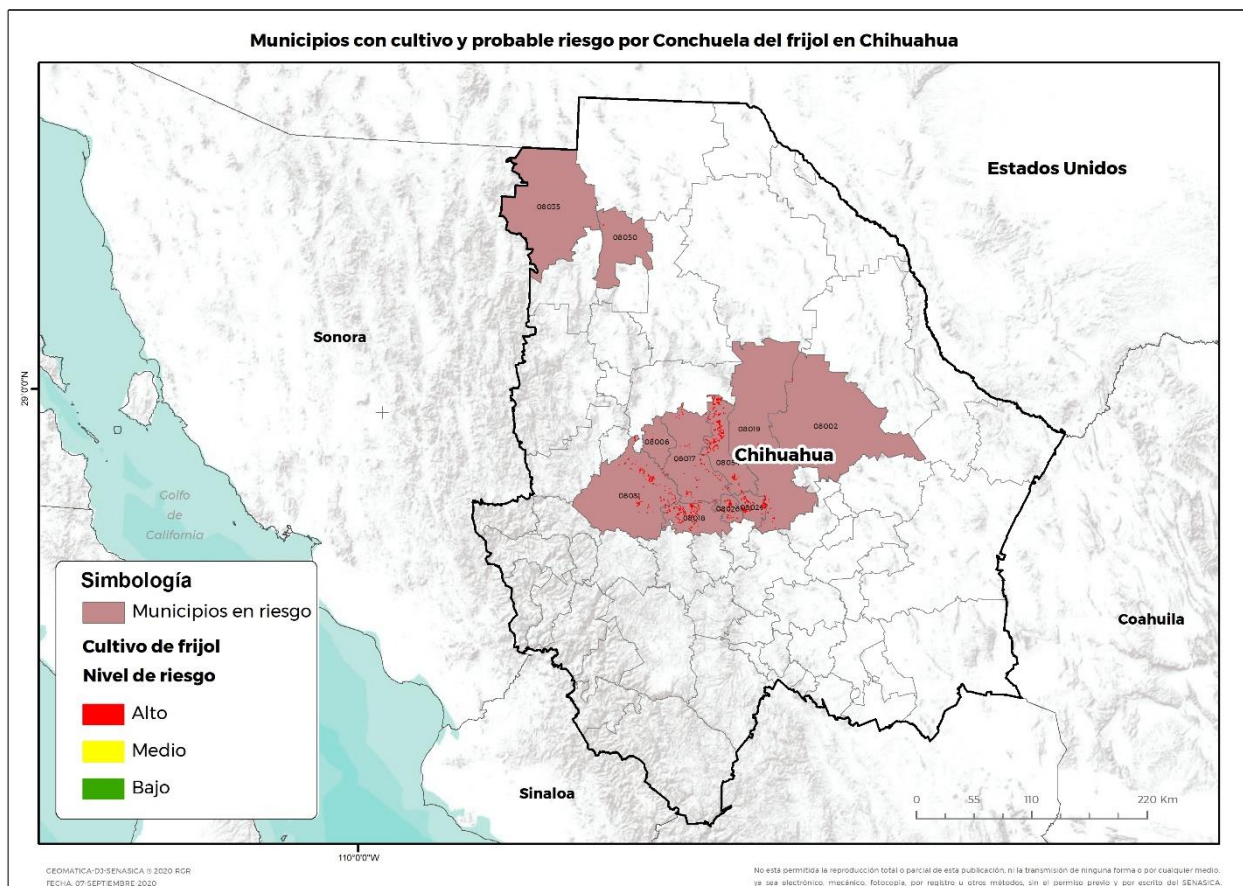 Municipios con cultivo y probable riesgo por Conchuela del frijol en Chihuahua
Estados Unidos
08035
08050
Sonora
29°0'0"N
08006
08019
08002
08017
Chihuahua
08031
08018
Golfo
de
California
Simbología
Municipios en riesgo
Cultivo de frijol
Nivel de riesgo
Alto
Medio
Bajo
Coahuila
Sinaloa
0 55 110 220 Km
110°0'0"W
GEOMATICA-DJ-SENASICA © 2020 RGR
FECHA: 07-SEPTIEMBRE-2020
No está permitida la reproducción total o parcial de esta publicación, ni la transmisión de ninguna forma o por cualquier medio,
ya sea electrónico, mecánico, fotocopia, por registro u otros métodos, sin el permiso previo y por escrito del SENASICA.